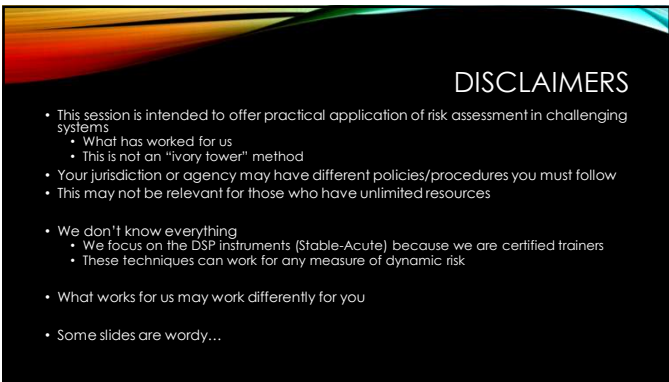 DISCLAIMERS
• This session is intended to offer practical application of risk assessment in challenging
systems
• What has worked for us
• This is not an “ivory tower” method
• Your jurisdiction or agency may have different policies/procedures you must follow
• This may not be relevant for those who have unlimited resources
• We don’t know everything
• We focus on the DSP instruments (Stable-Acute) because we are certified trainers
• These techniques can work for any measure of dynamic risk
• What works for us may work differently for you
• Some slides are wordy…